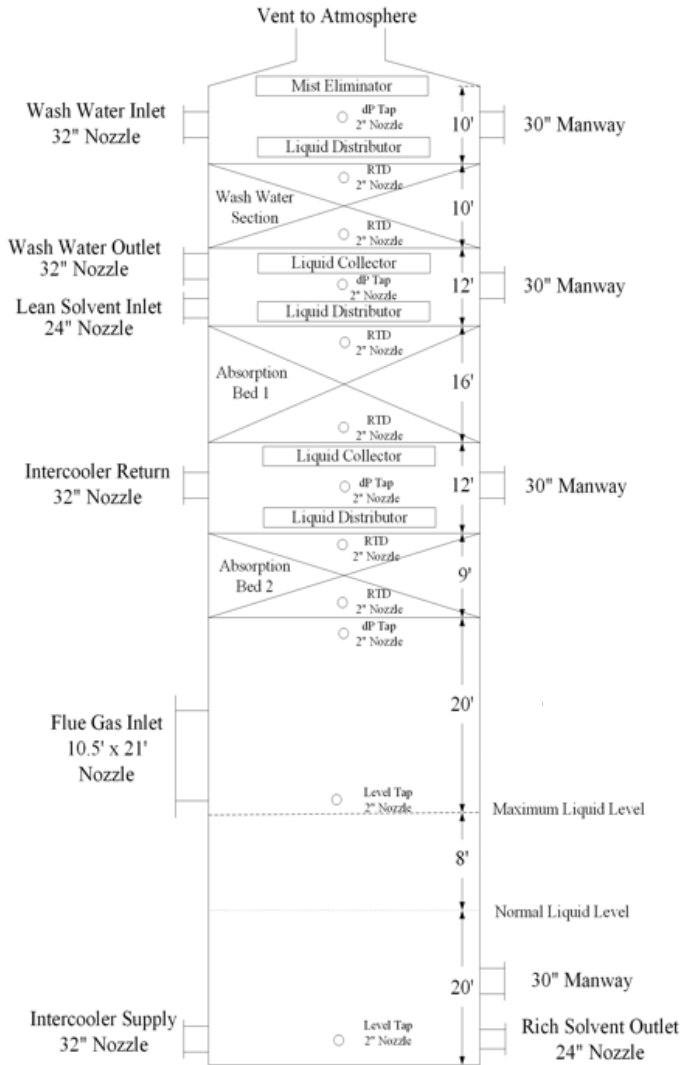 Vent to Atmosphere
Mist Eliminator
Wash Water Inlet
32" Nozzle
dP Tap
2" Nozzle
10'
30" Manway
Liquid Distributor
RTD
2" Nozzle
Wash Water
Section
10'
RTD
2" Nozzle
Wash Water Outlet
32" Nozzle
Liquid Collector
dP Tap
2" Nozzle
12'
30" Manway
Lean Solvent Inlet
24" Nozzle
Liquid Distributor
RTD
2" Nozzle
Absorption
Bed 1
16'
RTD
2" Nozzle
Liquid Collector
Intercooler Return
32" Nozzle
dP Tap
2" Nozzle
12'
30" Manway
Liquid Distributor
RTD
2" Nozzle
Absorption
Bed 2
9'
RTD
2" Nozzle
dP Tap
2" Nozzle
20'
Flue Gas Inlet
10.5' x 21'
Nozzle
Level Tap
2" Nozzle
Maximum Liquid Level
8'
Normal Liquid Level
20'
30" Manway
Intercooler Supply
32" Nozzle
Level Tap
2" Nozzle
Rich Solvent Outlet
24" Nozzle